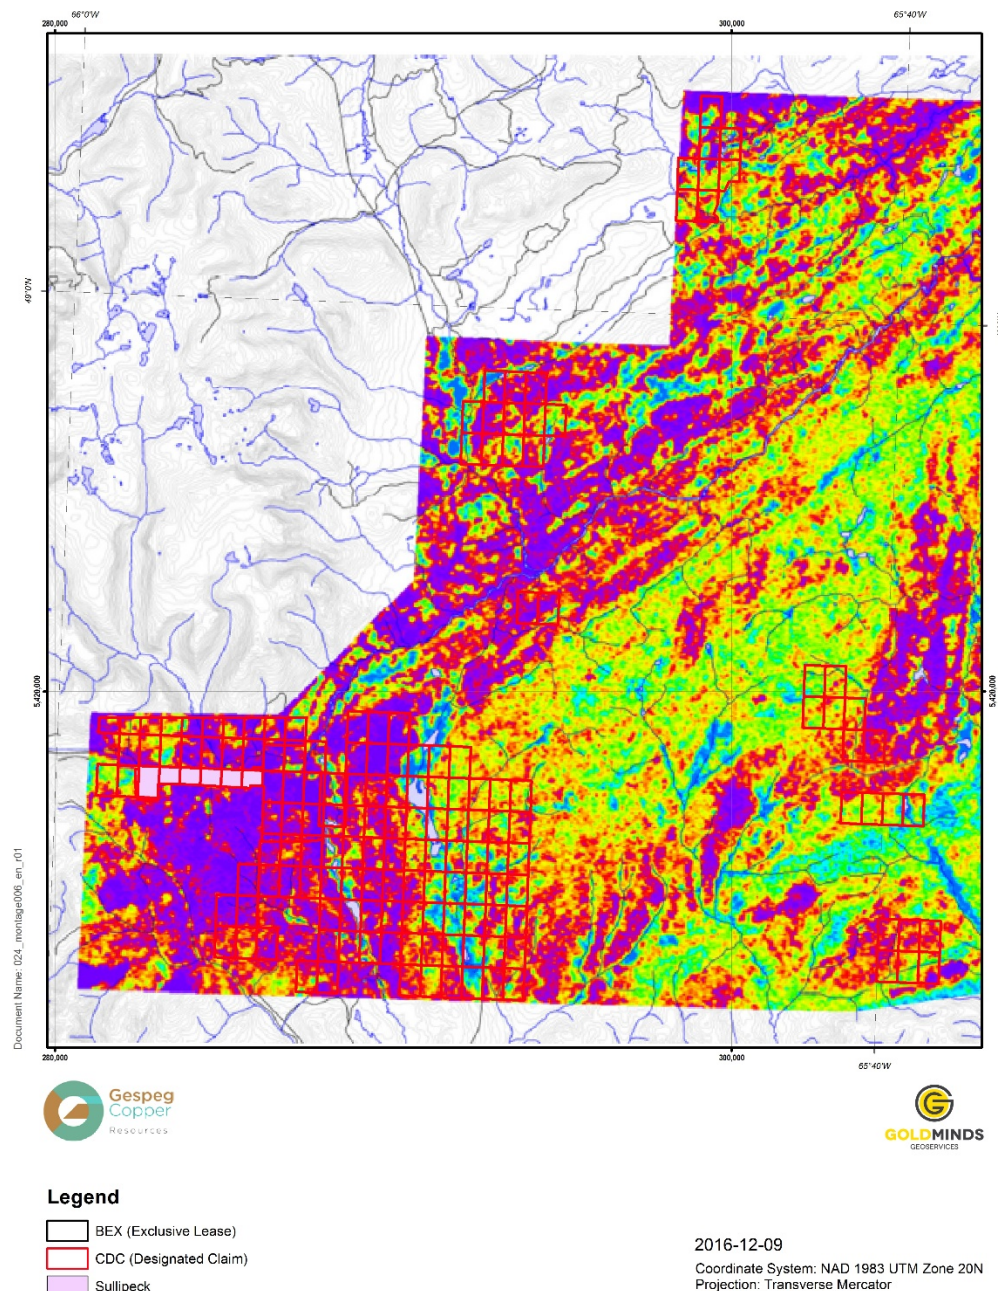 66°0'W
65°40'W
280,000
300,000
49°0'N
5,420,000
5,420,000
Document Name: 024_montage006_en_r01
280,000
300,000
65°40'W
Gespeg
Copper
Resources
GOLDMINDS
GEOSERVICES
Legend
BEX (Exclusive Lease)
CDC (Designated Claim)
Sullipeck
2016-12-09
Coordinate System: NAD 1983 UTM Zone 20N
Projection: Transverse Mercator